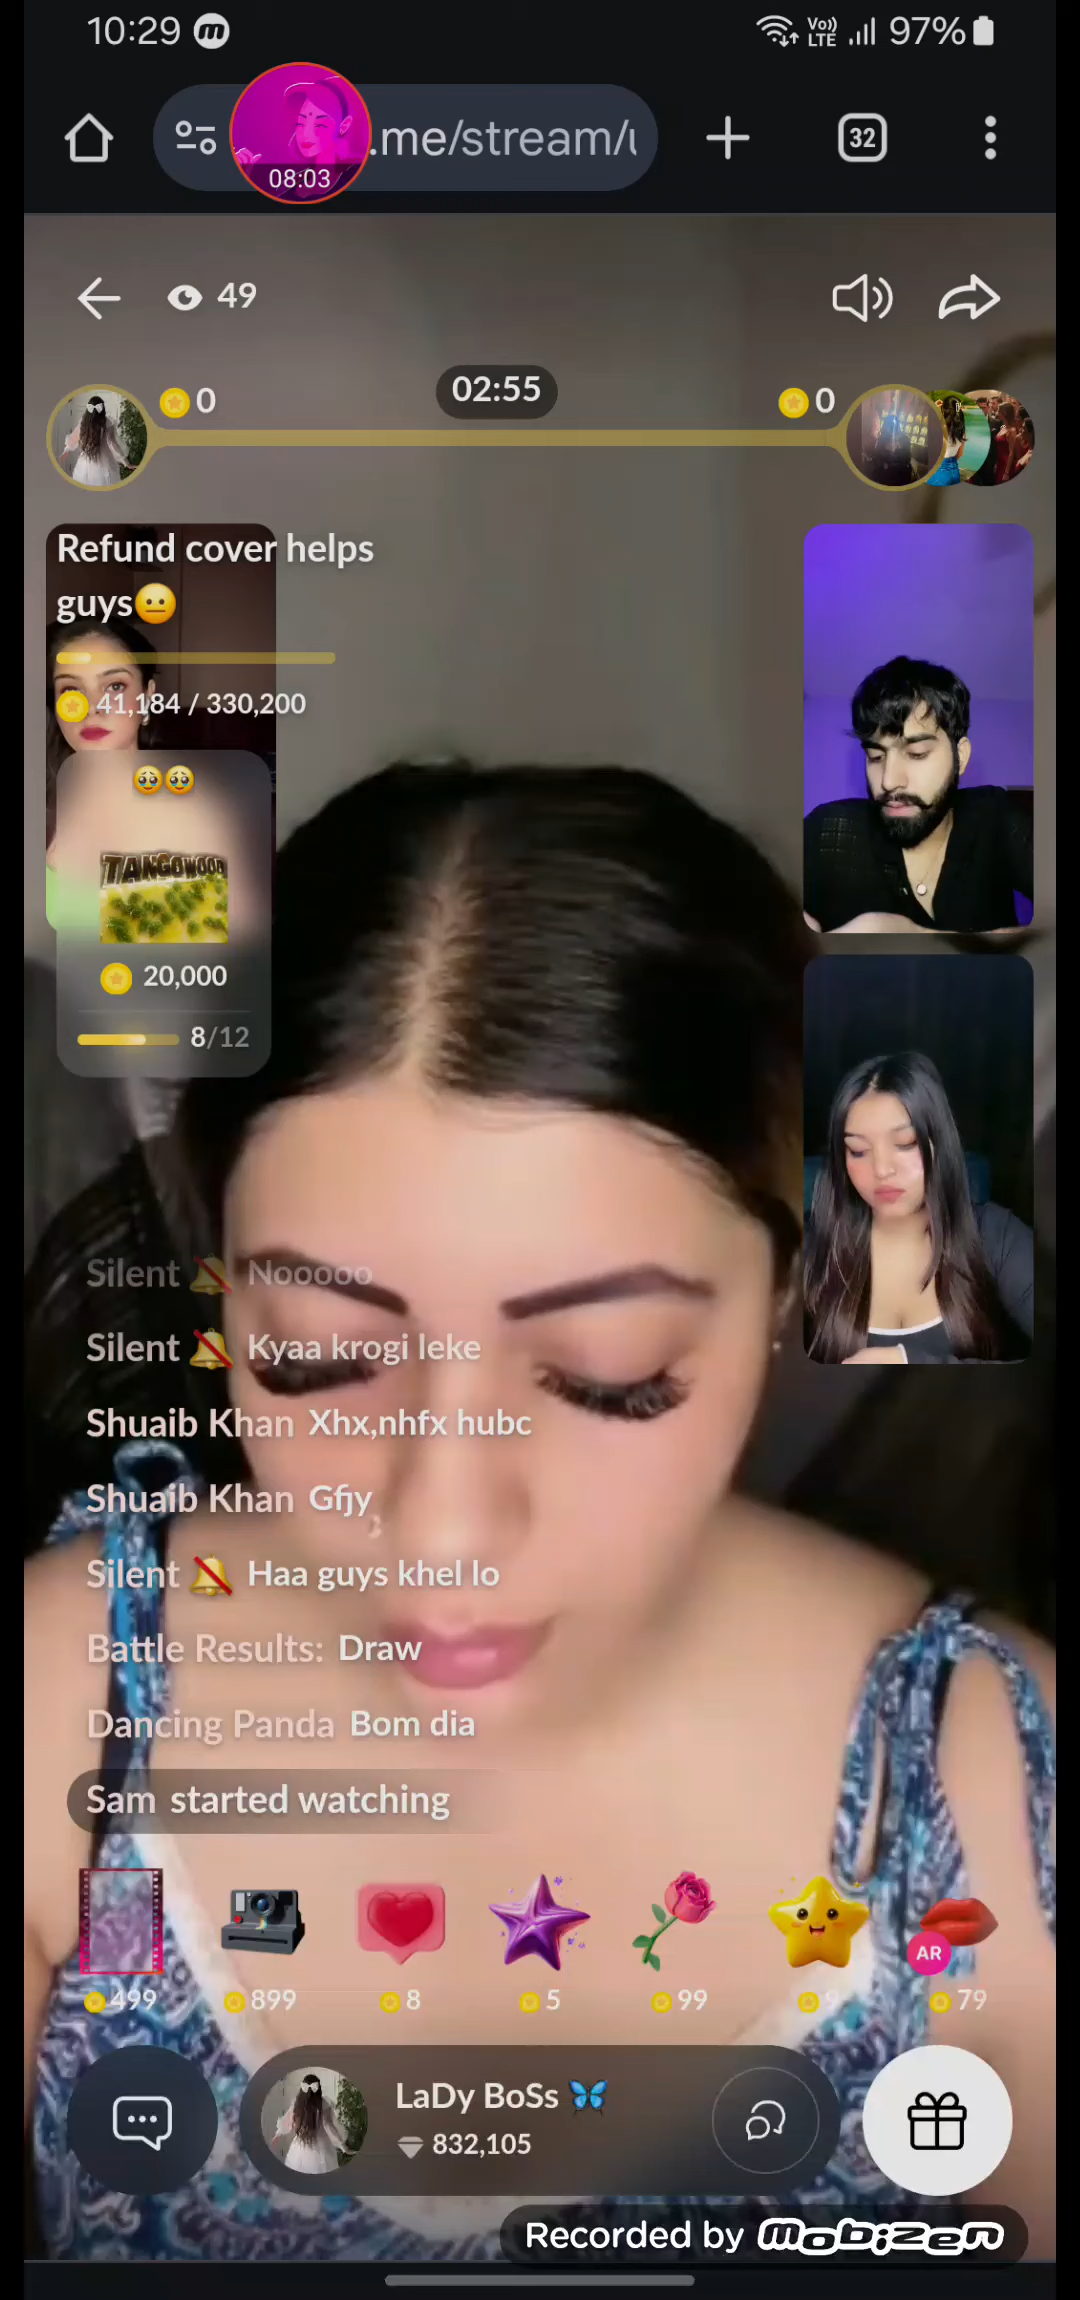 10:29
Vo)) LTE
97%
08:03
.me/stream/
32
49
0
02:55
0
Refund cover helps
guys😐
41,184 / 330,200
🥹🥹
TANGOWOOD
20,000
8/12
Silent 🔕 Nooooo
Silent 🔕 Kyaa krogi leke
Shuaib Khan Xhx,nhfx hubc
Shuaib Khan Gfjy
Silent 🔕 Haa guys khel lo
Battle Results: Draw
Dancing Panda Bom dia
Sam started watching
AR
499
899
8
5
99
9
79
LaDy BoSs 🦋
832,105
Recorded by Mobizen